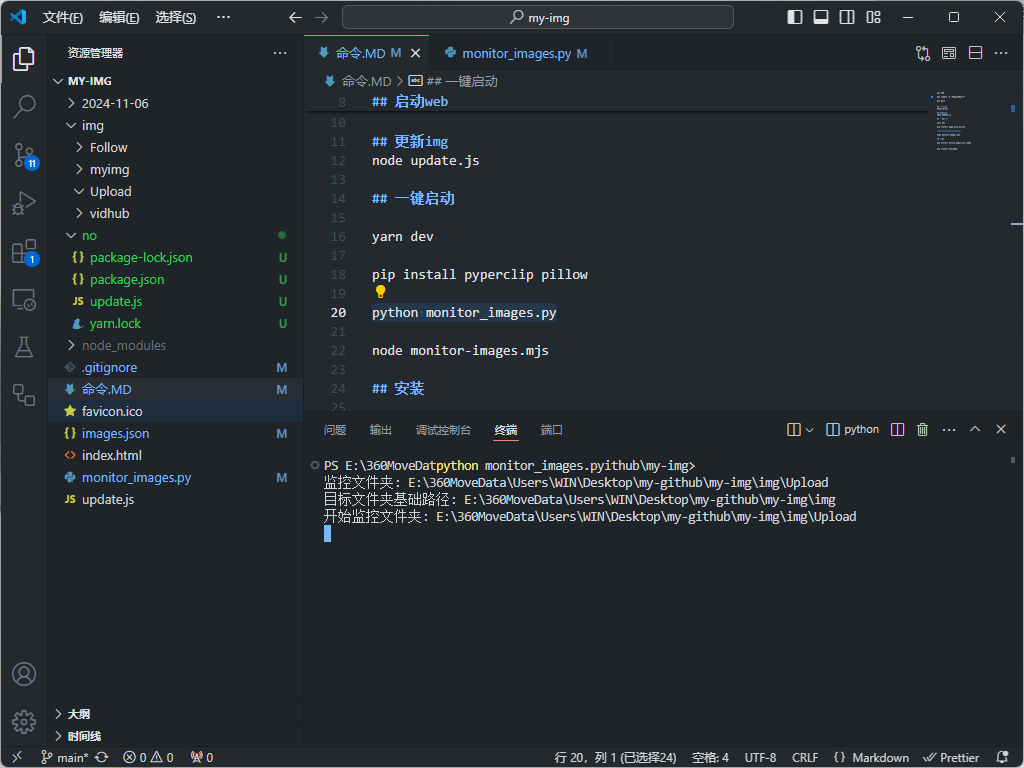 文件(F) 编辑(E) 选择(S) ··· my-img
资源管理器 ···
MY-IMG
2024-11-06
img
Follow
myimg
Upload
vidhub
no
package-lock.json U
package.json U
JS update.js U
yarn.lock U
node_modules
.gitignore M
命令.MD M
favicon.ico
images.json M
index.html
monitor_images.py M
JS update.js
大纲
时间线
11
1
命令.MD M monitor_images.py M
命令.MD > abc ## 一键启动
8 ## 启动web
10
11 ## 更新img
12 node update.js
13
14 ## 一键启动
15
16 yarn dev
17
18 pip install pyperclip pillow
19
20 python monitor_images.py
21
22 node monitor-images.mjs
23
24 ## 安装
25
问题 输出 调试控制台 终端 端口 python ···
PS E:\360MoveDatpython monitor_images.pyithub\my-img>
监控文件夹: E:\360MoveData\Users\WIN\Desktop\my-github\my-img\img\Upload
目标文件夹基础路径: E:\360MoveData\Users\WIN\Desktop\my-github\my-img\img
开始监控文件夹: E:\360MoveData\Users\WIN\Desktop\my-github\my-img\img\Upload
main* 0 0 0 行 20，列 1 (已选择24) 空格: 4 UTF-8 CRLF {} Markdown Prettier